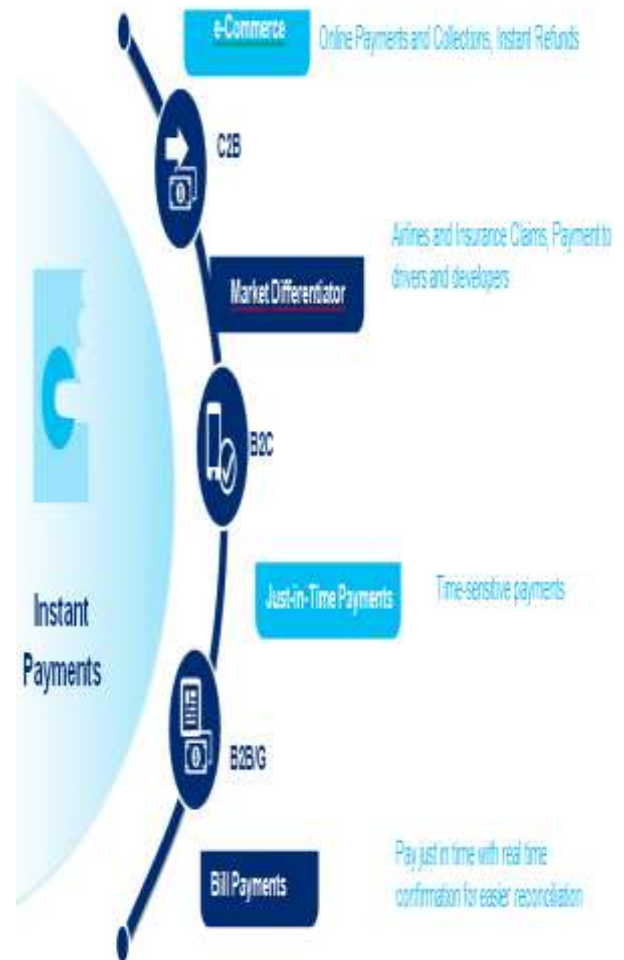 e-Commerce
Online Payments and Collections, Instant Refunds
C2B
Airlines and Insurance Claims, Payment to
drivers and developers
Market Differentiator
B2C
Just-in-Time Payments
Time-sensitive payments
Instant
Payments
B2B/G
Bill Payments
Pay just in time with real time
confirmation for easier reconciliation